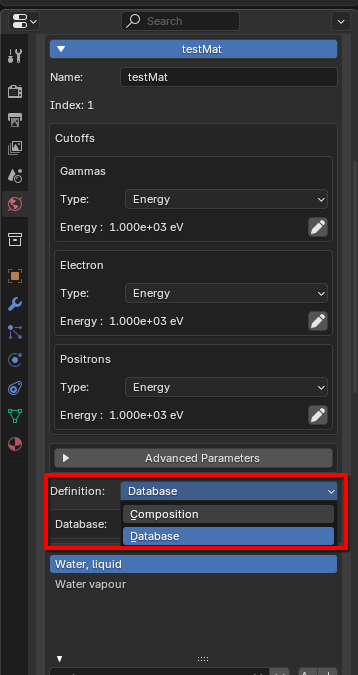 Search
testMat
Name: testMat
Index: 1
Cutoffs
Gammas
Type: Energy
Energy : 1.000e+03 eV
Electron
Type: Energy
Energy : 1.000e+03 eV
Positrons
Type: Energy
Energy : 1.000e+03 eV
Advanced Parameters
Definition: Database
Composition
Database:
Database
Water, liquid
Water vapour